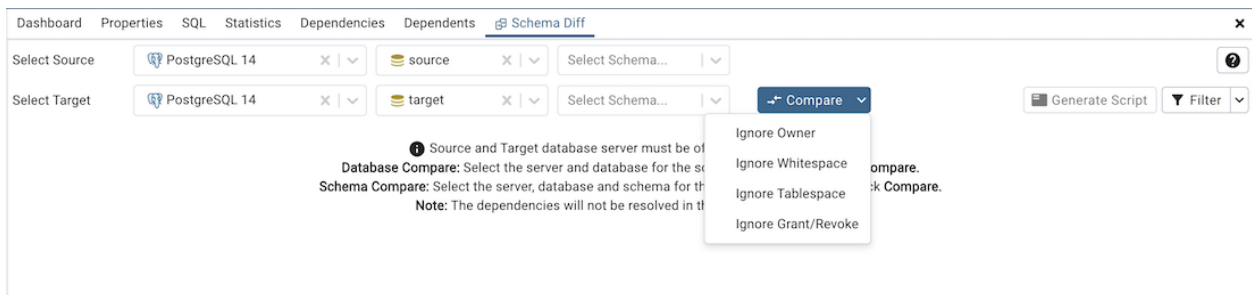 Dashboard Properties SQL Statistics Dependencies Dependents Schema Diff
Select Source PostgreSQL 14 source Select Schema...
Select Target PostgreSQL 14 target Select Schema... Compare Generate Script Filter
Ignore Owner
Ignore Whitespace
Ignore Tablespace
Ignore Grant/Revoke
Source and Target database server must be of
Database Compare: Select the server and database for the ompare.
Schema Compare: Select the server, database and schema for Compare.
Note: The dependencies will not be resolved in